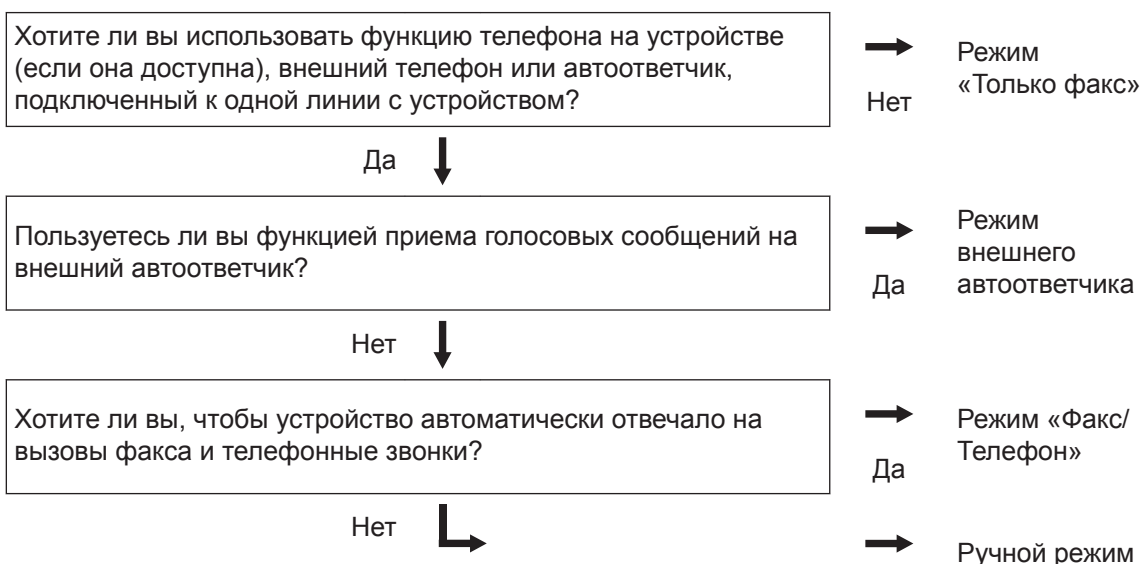 Хотите ли вы использовать функцию телефона на устройстве
(если она доступна), внешний телефон или автоответчик,
подключенный к одной линии с устройством?
Нет
Режим
«Только факс»
Да
Пользуетесь ли вы функцией приема голосовых сообщений на
внешний автоответчик?
Да
Режим
внешнего
автоответчика
Нет
Хотите ли вы, чтобы устройство автоматически отвечало на
вызовы факса и телефонные звонки?
Да
Режим «Факс/
Телефон»
Нет
Ручной режим